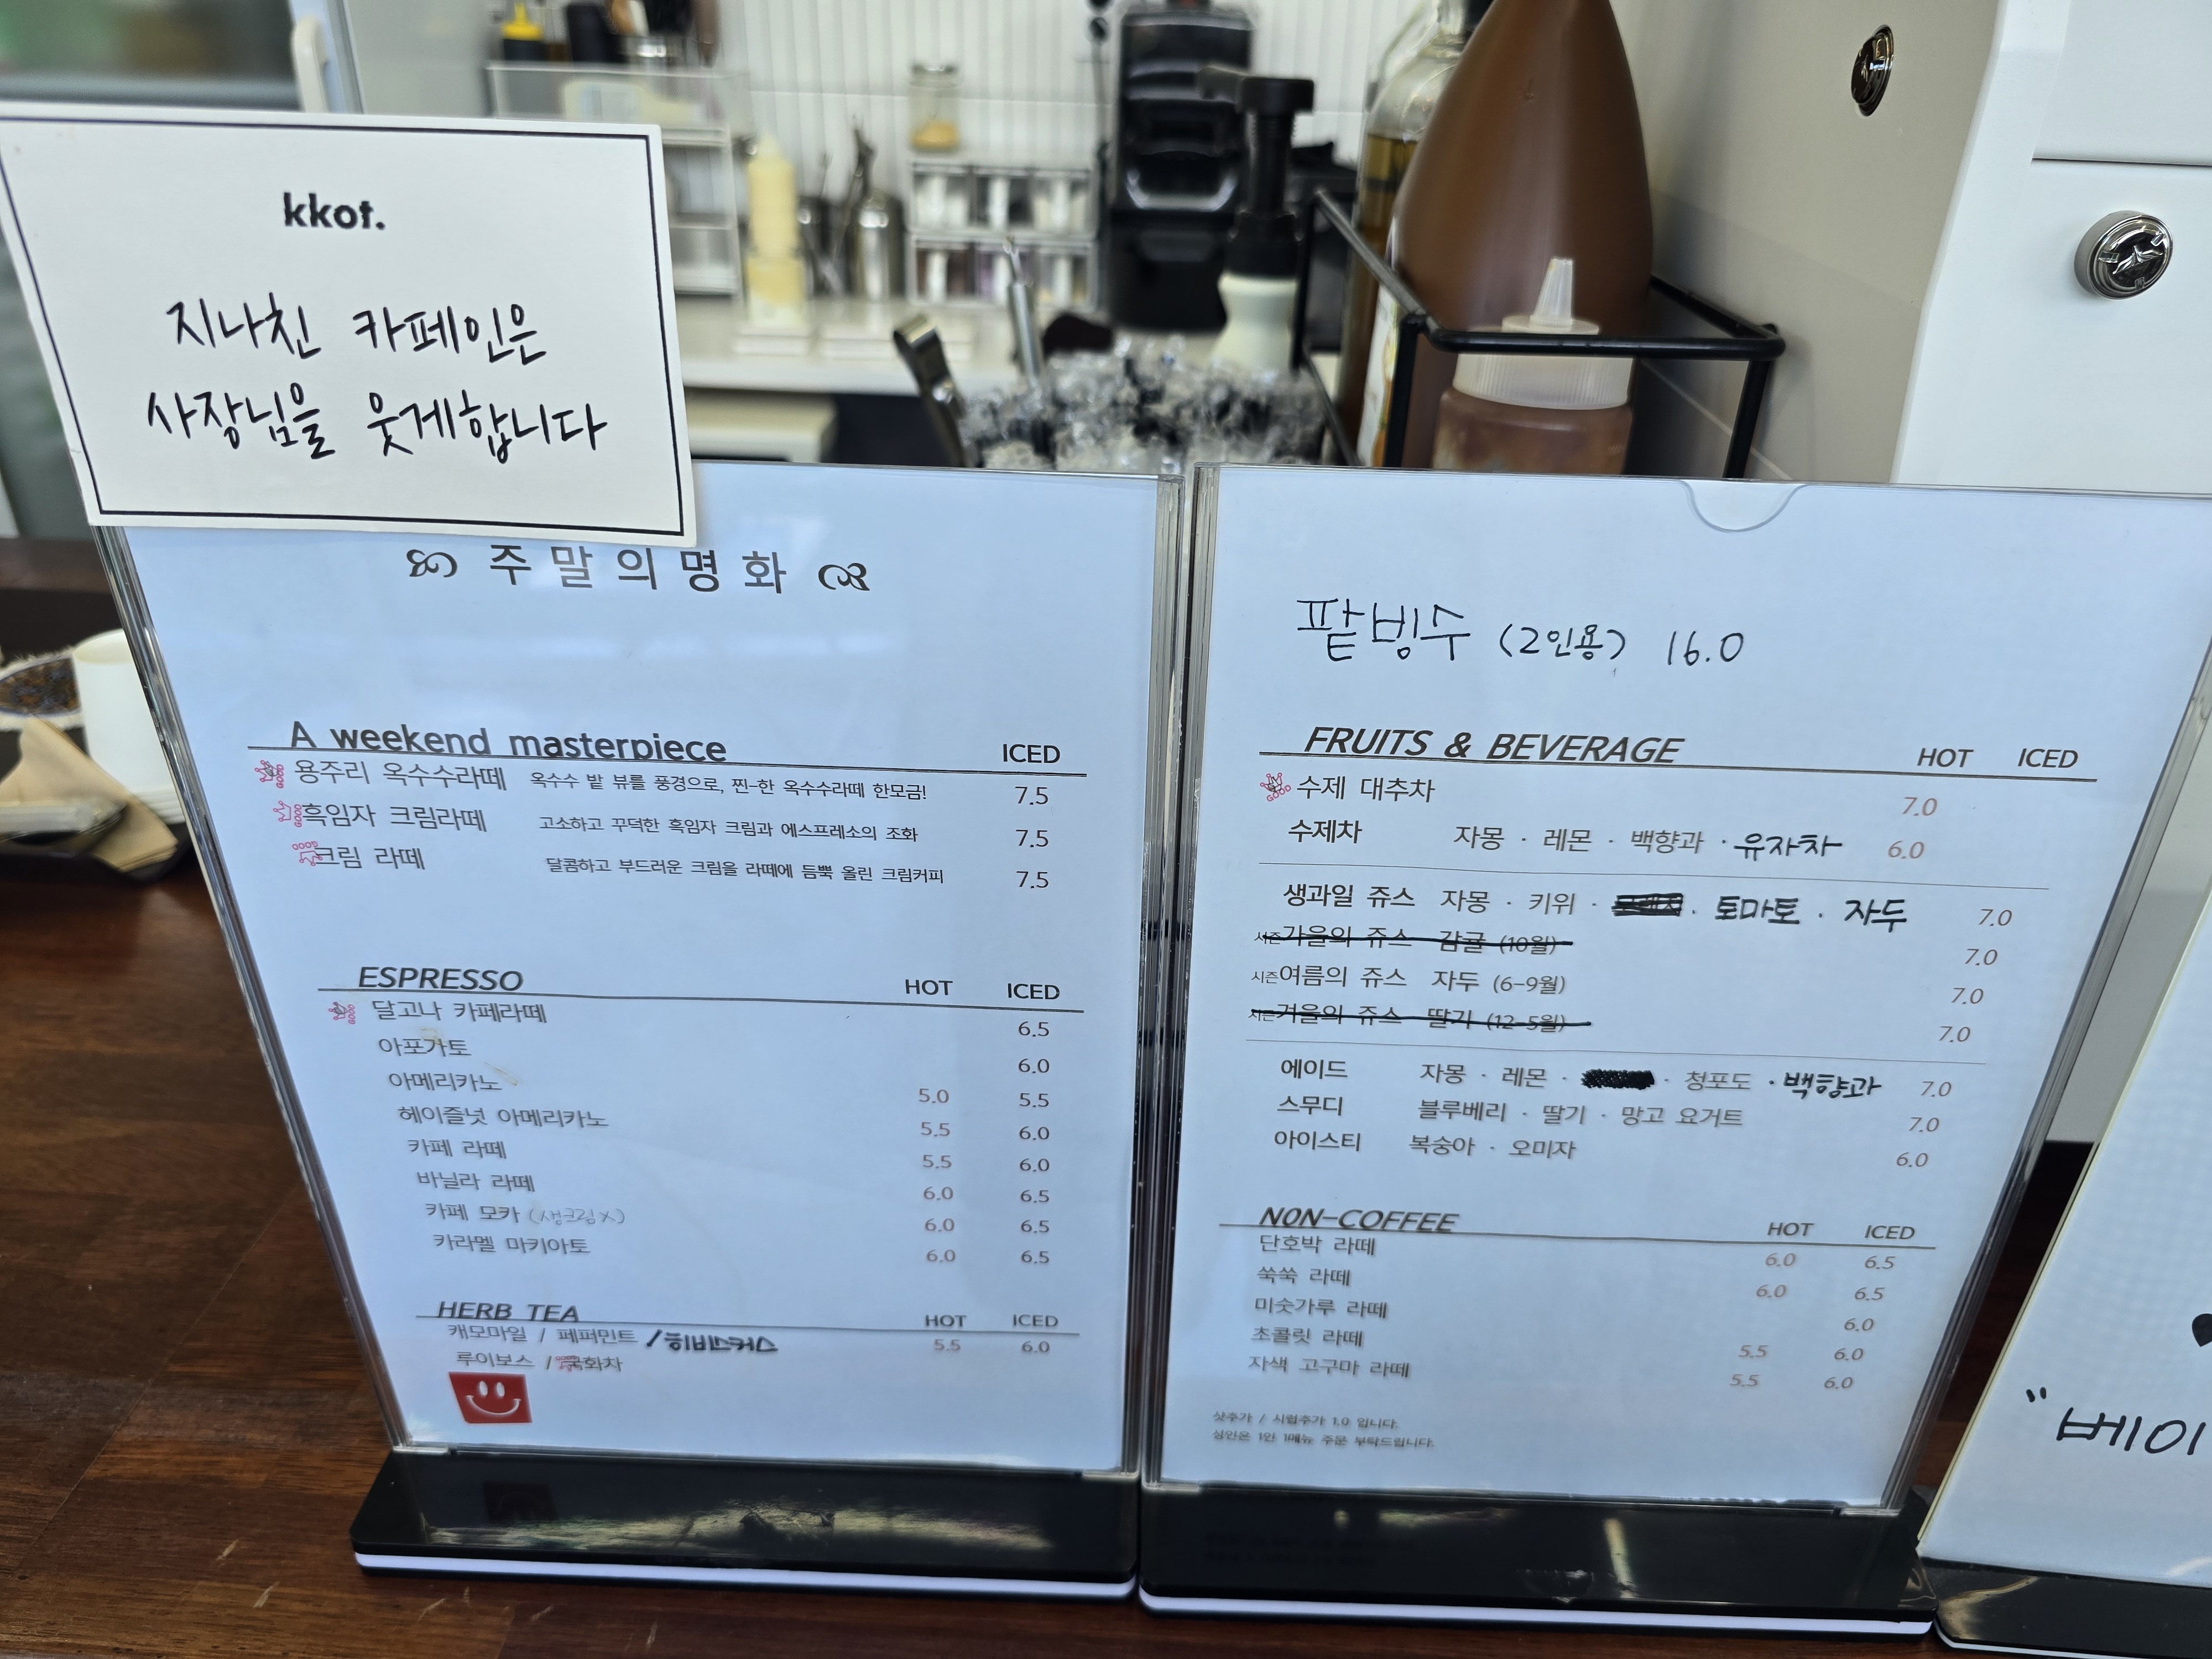 kkot.
지나친 카페인은
사장님을 웃게합니다
주말의명화
A weekend masterpiece ICED
용주리 옥수수라떼 옥수수 밭 뷰를 풍경으로, 찐-한 옥수수라떼 한모금! 7.5
흑임자 크림라떼 고소하고 꾸덕한 흑임자 크림과 에스프레소의 조화 7.5
크림 라떼 달콤하고 부드러운 크림을 라떼에 듬뿍 올린 크림커피 7.5
ESPRESSO HOT ICED
달고나 카페라떼 6.5
아포가토 6.0
아메리카노 5.0 5.5
헤이즐넛 아메리카노 5.5 6.0
카페 라떼 5.5 6.0
바닐라 라떼 6.0 6.5
카페 모카 (생크림X) 6.0 6.5
카라멜 마키아토 6.0 6.5
HERB TEA HOT ICED
캐모마일 / 페퍼민트 /히비스커스 5.5 6.0
루이보스 / 국화차
팥빙수 (2인용) 16.0
FRUITS & BEVERAGE HOT ICED
수제 대추차 7.0
수제차 자몽 · 레몬 · 백향과 · 유자차 6.0
생과일 쥬스 자몽 · 키위 · · 토마토 · 자두 7.0
시즌 가을의 쥬스 감귤 (10월) 7.0
시즌 여름의 쥬스 자두 (6-9월) 7.0
시즌 겨울의 쥬스 딸기 (12-5월) 7.0
에이드 자몽 · 레몬 · · 청포도 · 백향과 7.0
스무디 블루베리 · 딸기 · 망고 요거트 7.0
아이스티 복숭아 · 오미자 6.0
NON-COFFEE HOT ICED
단호박 라떼 6.0 6.5
쑥쑥 라떼 6.0 6.5
미숫가루 라떼 6.0
초콜릿 라떼 5.5 6.0
자색 고구마 라떼 5.5 6.0
샷추가 / 시럽추가 1.0 입니다.
성인은 1인 1메뉴 주문 부탁드립니다.
"베이